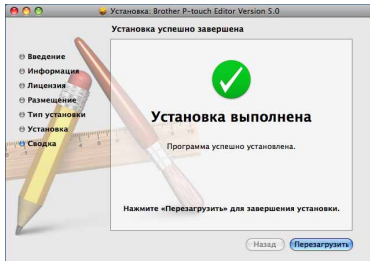 Установка: Brother P-touch Editor Version 5.0
Установка успешно завершена
Введение
Информация
Лицензия
Размещение
Тип установки
Установка
Сводка
Установка выполнена
Программа успешно установлена.
Нажмите «Перезагрузить» для завершения установки.
Назад
Перезагрузить